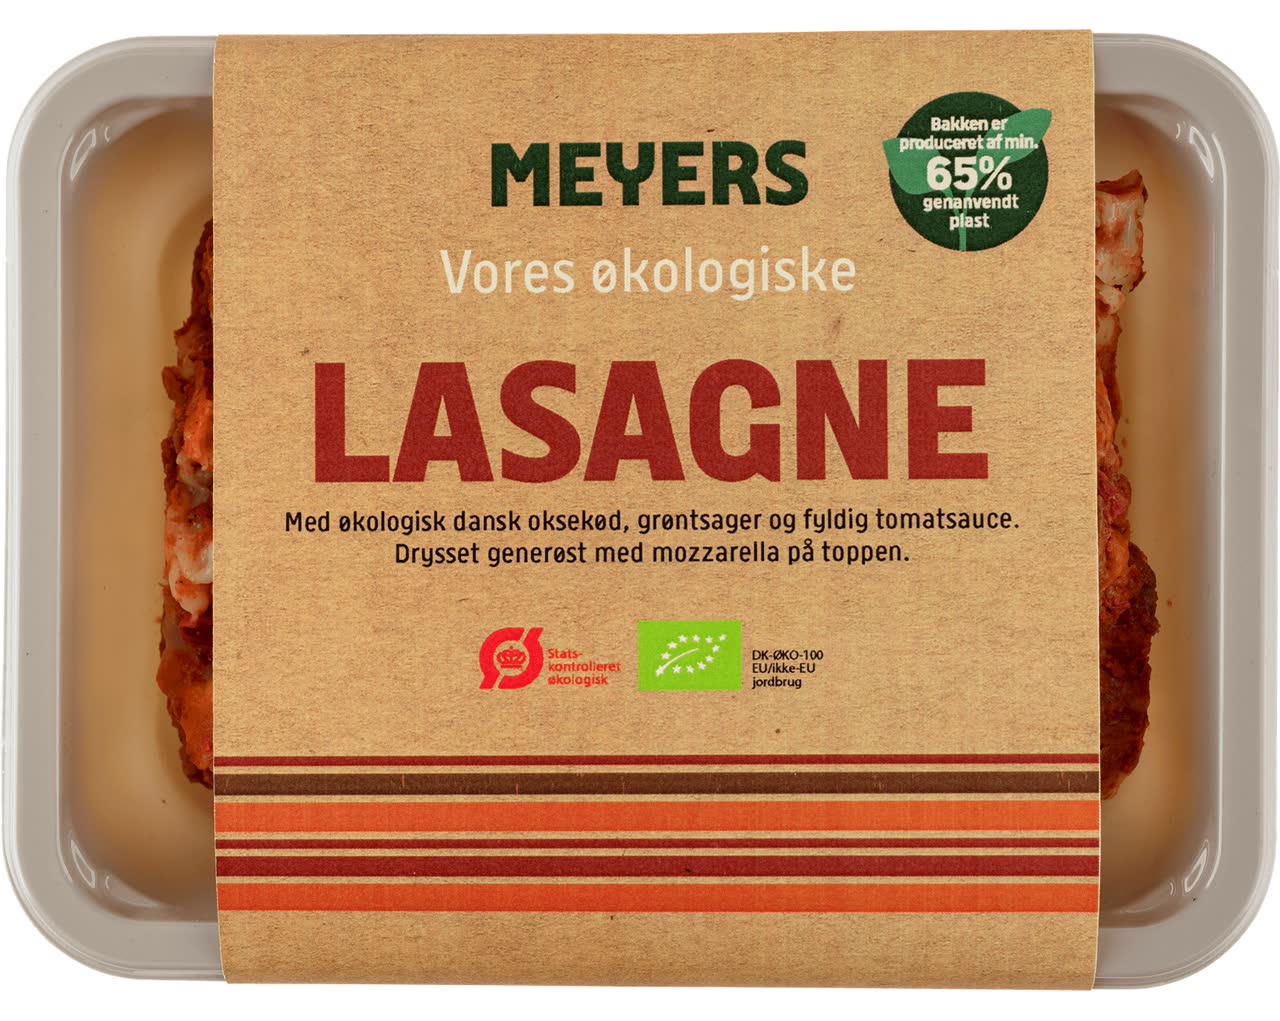 MEYERS
Bakken er
produceret af min.
65%
genanvendt
plast
Vores økologiske
LASAGNE
Med økologisk dansk oksekød, grøntsager og fyldig tomatsauce.
Drysset generøst med mozzarella på toppen.
Stats-
kontrolleret
økologisk
DK-ØKO-100
EU/ikke-EU
jordbrug